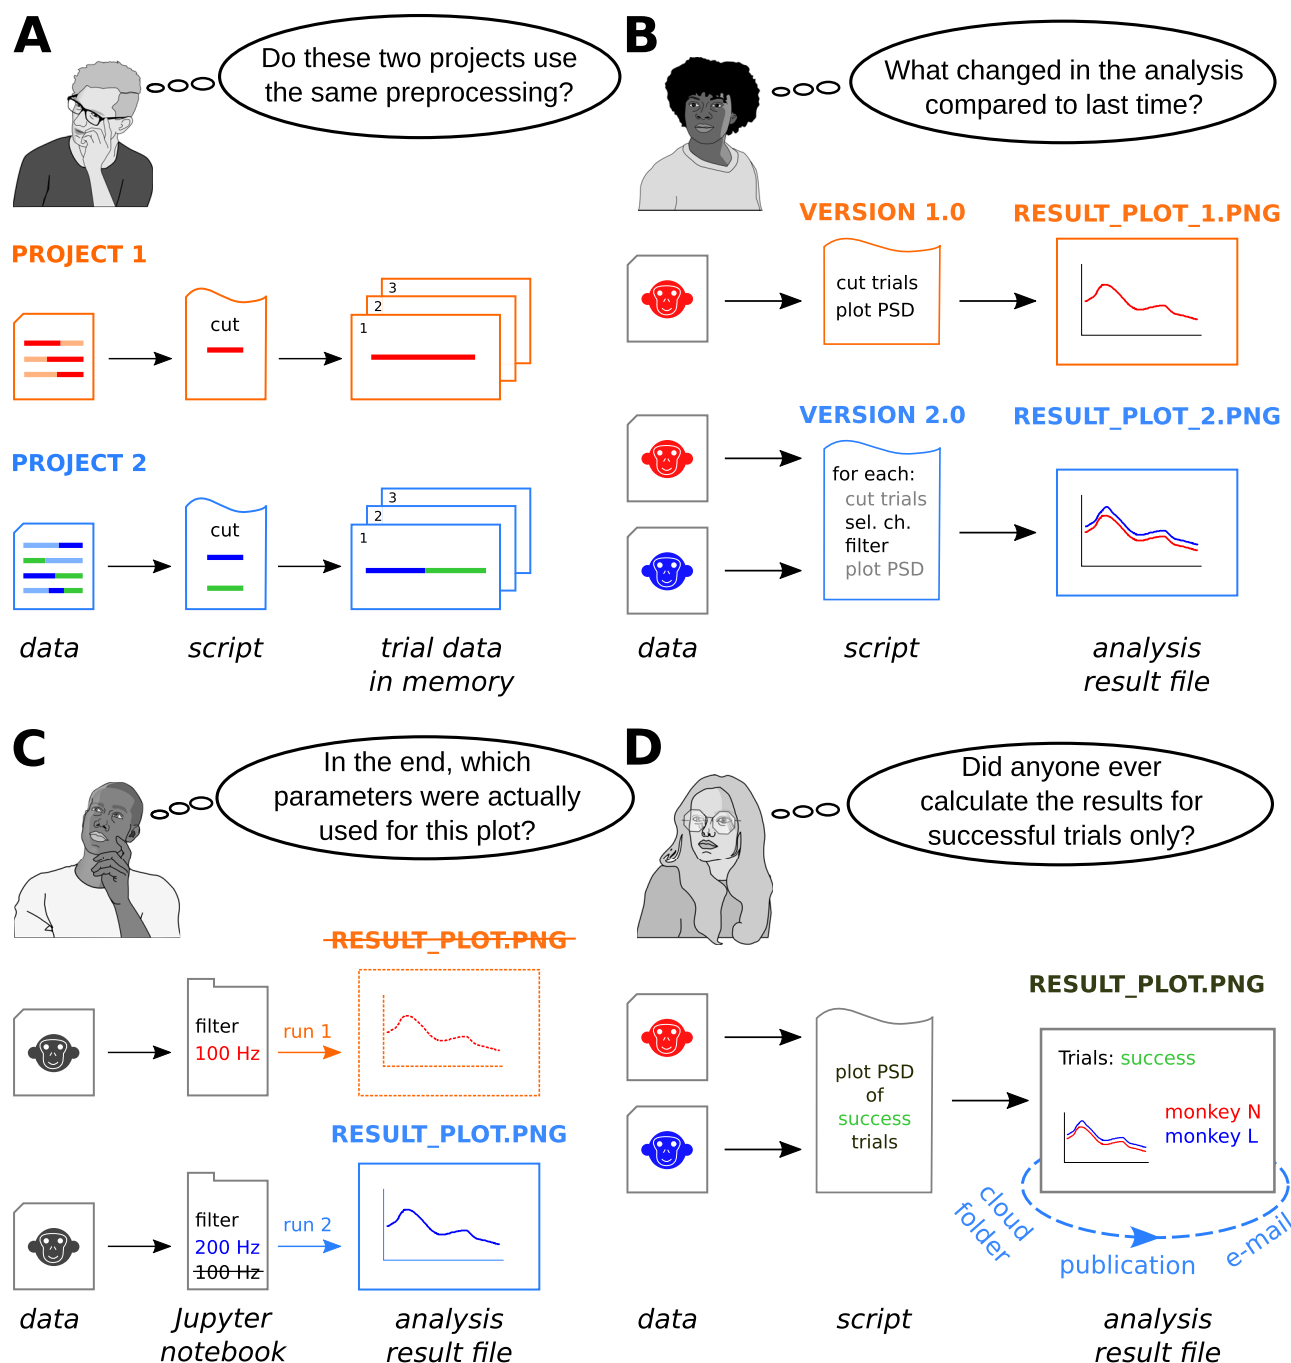 A
Do these two projects use
the same preprocessing?
PROJECT 1
cut
3
2
1
PROJECT 2
cut
3
2
1
data
script
trial data
in memory
B
What changed in the analysis
compared to last time?
VERSION 1.0
RESULT_PLOT_1.PNG
cut trials
plot PSD
VERSION 2.0
RESULT_PLOT_2.PNG
for each:
cut trials
sel. ch.
filter
plot PSD
data
script
analysis
result file
C
In the end, which
parameters were actually
used for this plot?
RESULT_PLOT.PNG
filter
100 Hz
run 1
RESULT_PLOT.PNG
filter
200 Hz
100 Hz
run 2
data
Jupyter
notebook
analysis
result file
D
Did anyone ever
calculate the results for
successful trials only?
RESULT_PLOT.PNG
plot PSD
of
success
trials
Trials: success
monkey N
monkey L
cloud
folder
publication
e-mail
data
script
analysis
result file